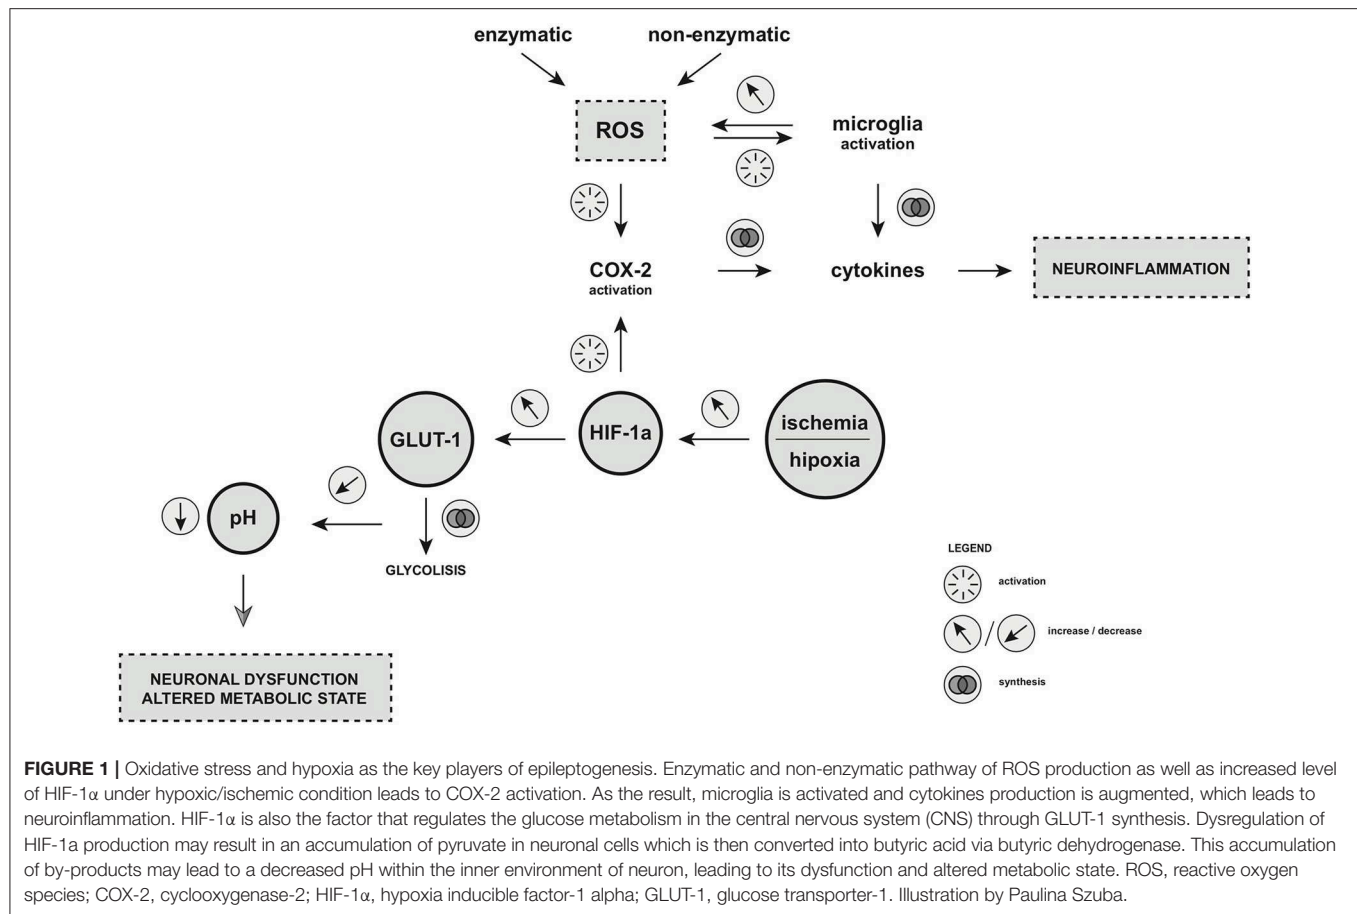 enzymatic
non-enzymatic
ROS
microglia
activation
COX-2
activation
cytokines
NEUROINFLAMMATION
GLUT-1
HIF-1a
ischemia
hipoxia
pH
GLYCOLISIS
NEURONAL DYSFUNCTION
ALTERED METABOLIC STATE
LEGEND
activation
/
increase / decrease
synthesis
FIGURE 1 | Oxidative stress and hypoxia as the key players of epileptogenesis. Enzymatic and non-enzymatic pathway of ROS production as well as increased level
of HIF-1α under hypoxic/ischemic condition leads to COX-2 activation. As the result, microglia is activated and cytokines production is augmented, which leads to
neuroinflammation. HIF-1α is also the factor that regulates the glucose metabolism in the central nervous system (CNS) through GLUT-1 synthesis. Dysregulation of
HIF-1a production may result in an accumulation of pyruvate in neuronal cells which is then converted into butyric acid via butyric dehydrogenase. This accumulation
of by-products may lead to a decreased pH within the inner environment of neuron, leading to its dysfunction and altered metabolic state. ROS, reactive oxygen
species; COX-2, cyclooxygenase-2; HIF-1α, hypoxia inducible factor-1 alpha; GLUT-1, glucose transporter-1. Illustration by Paulina Szuba.